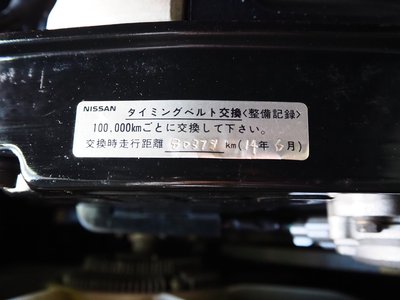 NISSAN タイミングベルト交換〈整備記録〉
100,000kmごとに交換して下さい。
交換時走行距離 km(14年6月)